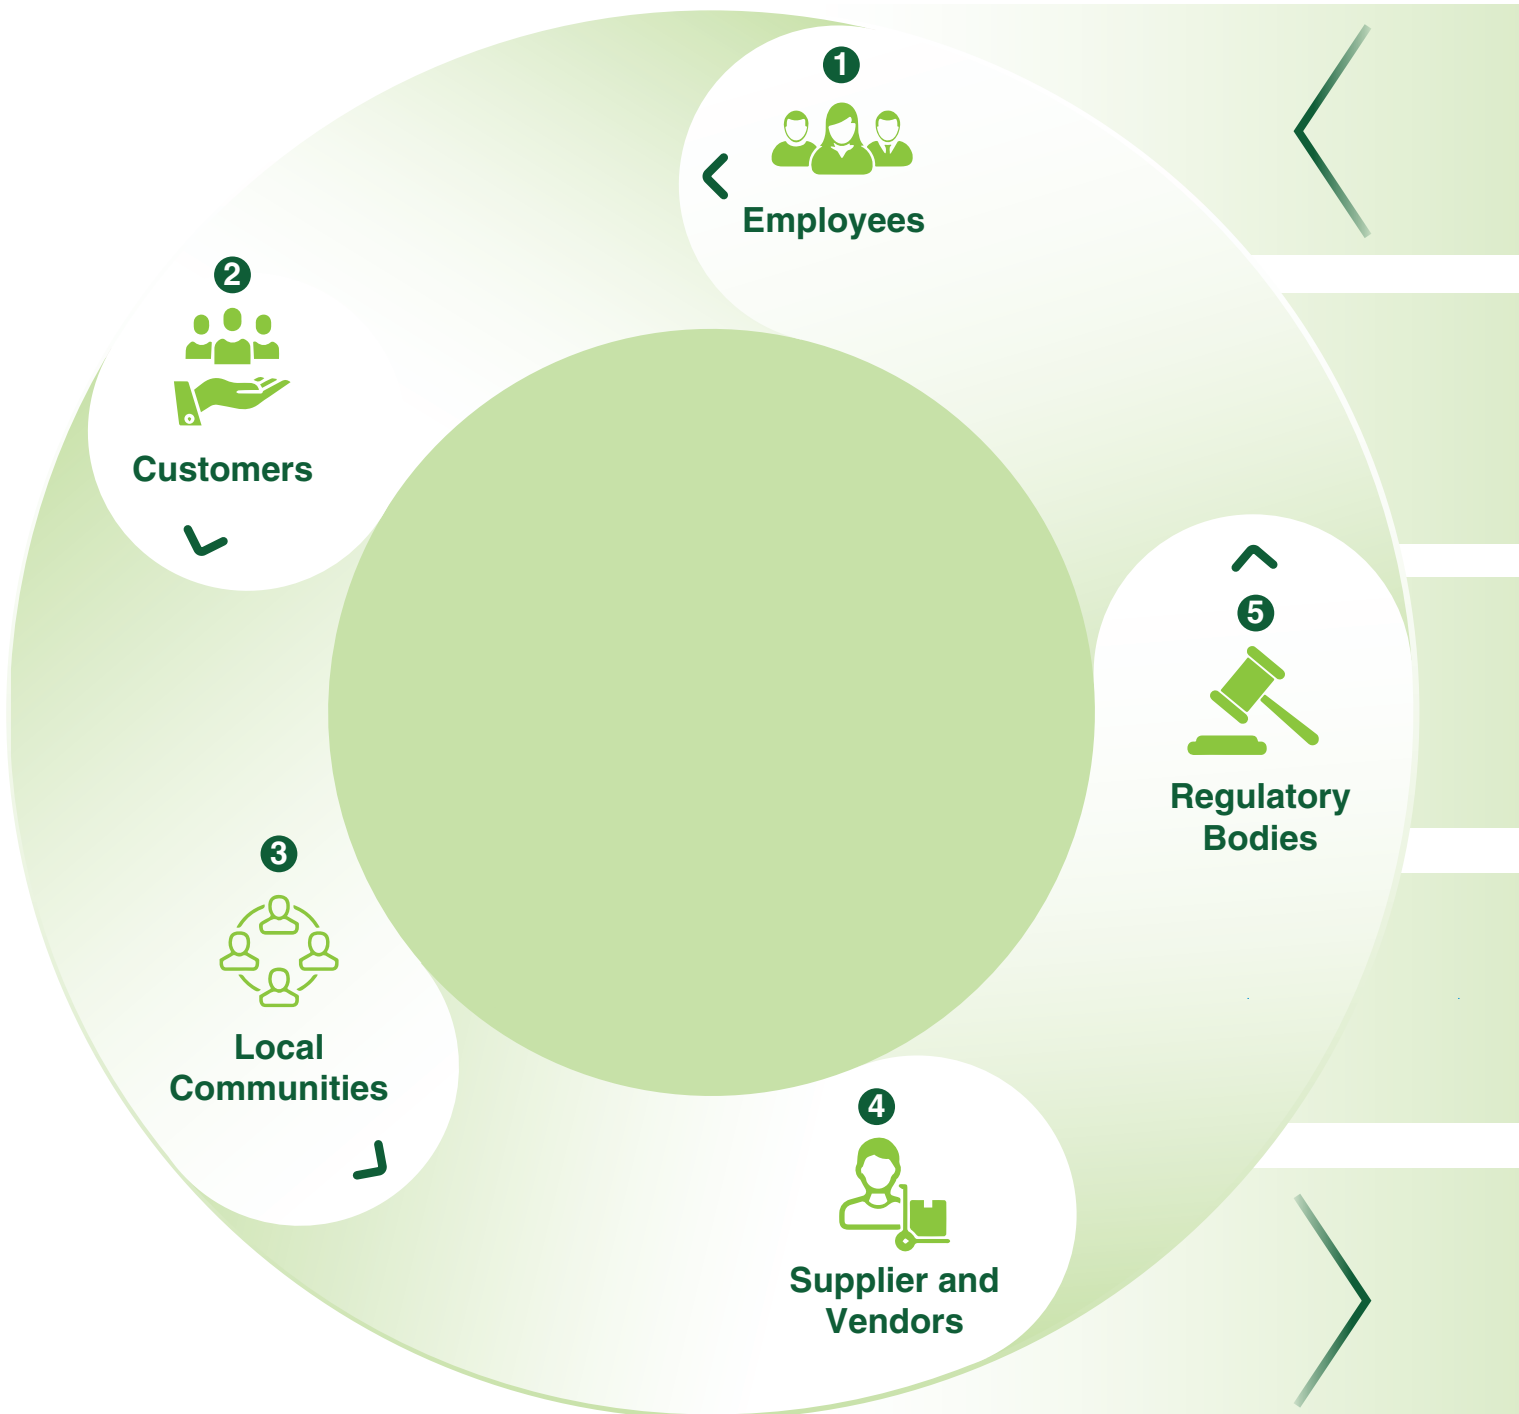 1
Employees
2
Customers
3
Local
Communities
4
Supplier and
Vendors
5
Regulatory
Bodies